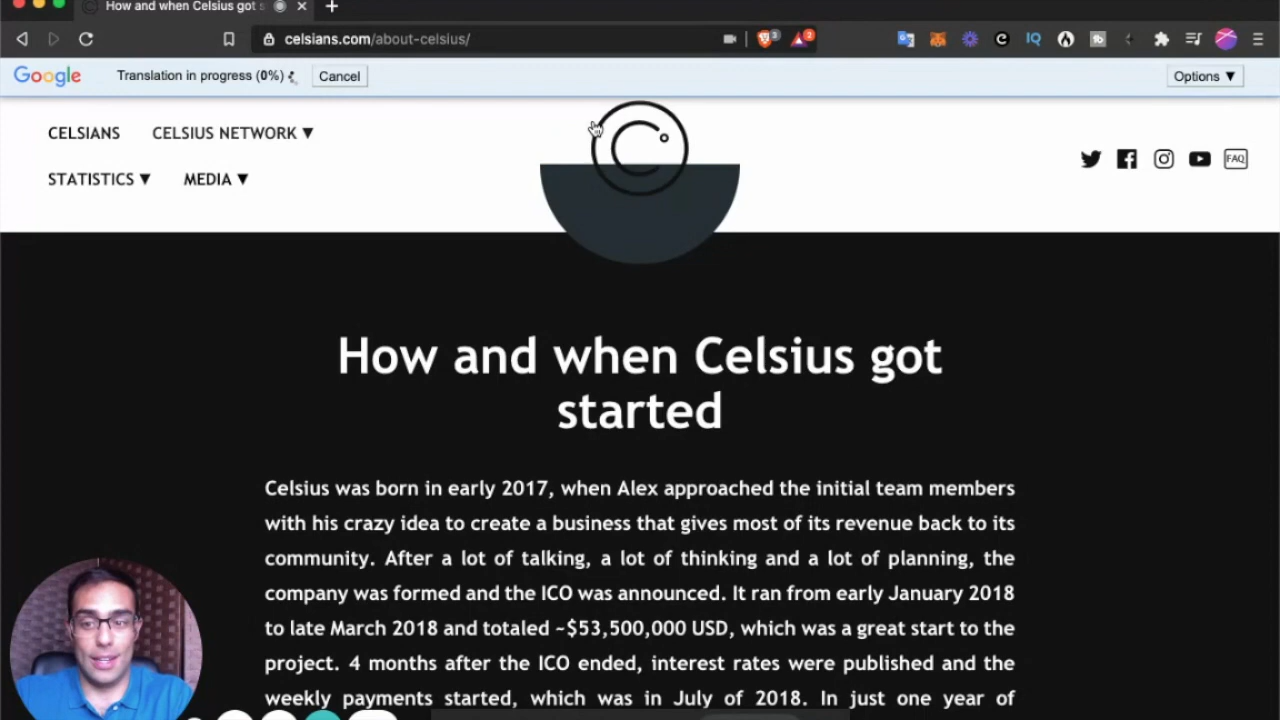 How and when Celsius got s
celsians.com/about-celsius/
3
3
IQ
Google
Translation in progress (0%)
Cancel
Options ▼
CELSIANS
CELSIUS NETWORK ▼
STATISTICS ▼
MEDIA ▼
FAQ
How and when Celsius got
started
Celsius was born in early 2017, when Alex approached the initial team members
with his crazy idea to create a business that gives most of its revenue back to its
community. After a lot of talking, a lot of thinking and a lot of planning, the
company was formed and the ICO was announced. It ran from early January 2018
to late March 2018 and totaled ~$53,500,000 USD, which was a great start to the
project. 4 months after the ICO ended, interest rates were published and the
weekly payments started, which was in July of 2018. In just one year of